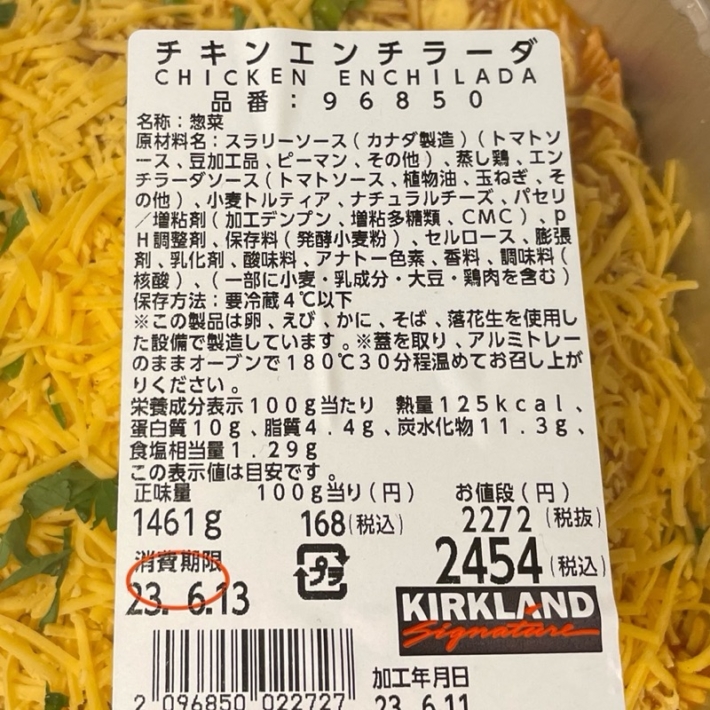 チキンエンチラーダ
CHICKEN ENCHILADA
品番:96850
名称:惣菜
原材料名:スラリーソース(カナダ製造)(トマトソ
ース、豆加工品、ピーマン、その他)、蒸し鶏、エン
チラーダソース(トマトソース、植物油、玉ねぎ、そ
の他)、小麦トルティア、ナチュラルチーズ、パセリ
/増粘剤(加工デンプン、増粘多糖類、CMC)、p
H調整剤、保存料(発酵小麦粉)、セルロース、膨張
剤、乳化剤、酸味料、アナトー色素、香料、調味料(
核酸)、(一部に小麦・乳成分・大豆・鶏肉を含む)
保存方法:要冷蔵4℃以下
※この製品は卵、えび、かに、そば、落花生を使用し
た設備で製造しています。※蓋を取り、アルミトレー
のままオーブンで180℃30分程温めてお召し上が
りください。
栄養成分表示100g当たり 熱量125kcal、
蛋白質10g、脂質4.4g、炭水化物11.3g、
食塩相当量1.29g
この表示値は目安です。
正味量 100g当り(円) お値段(円)
1461g 168(税込) 2272(税抜)
消費期限 プラ 2454(税込)
23. 6.13
KIRKLAND
Signature
加工年月日
2 096850 022727 23. 6.11